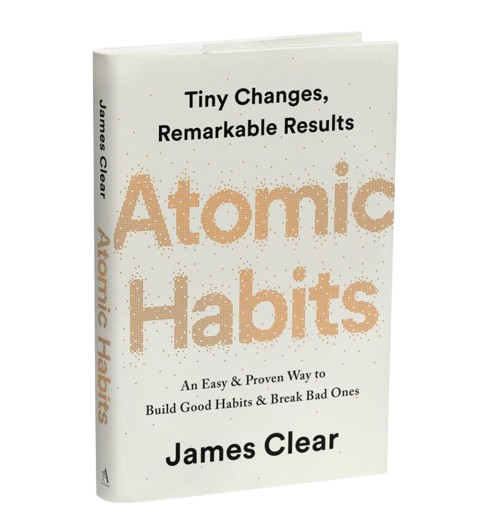 Tiny Changes,
Remarkable Results
Atomic
Habits
An Easy & Proven Way to
Build Good Habits & Break Bad Ones
James Clear
James Clear
Atomic Habits